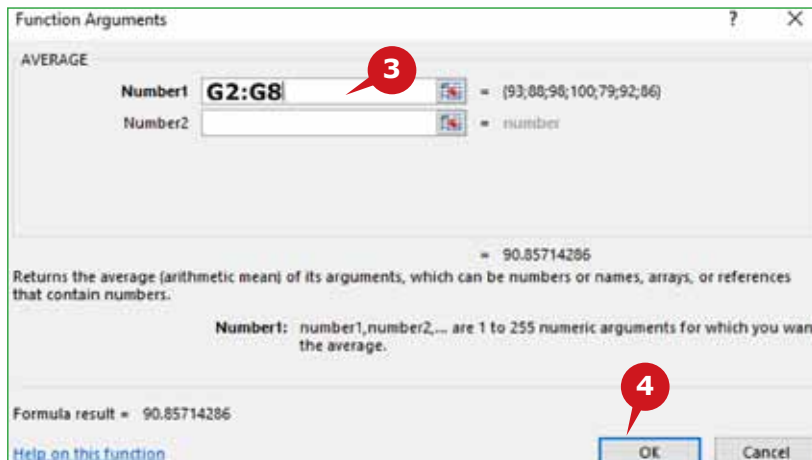 Function Arguments ? X
AVERAGE
Number1 G2:G8 = {93;88;98;100;79;92;86}
3
Number2 = number
= 90.85714286
Returns the average (arithmetic mean) of its arguments, which can be numbers or names, arrays, or references
that contain numbers.
Number1: number1,number2,... are 1 to 255 numeric arguments for which you wan
the average.
4
Formula result = 90.85714286
Help on this function OK Cancel